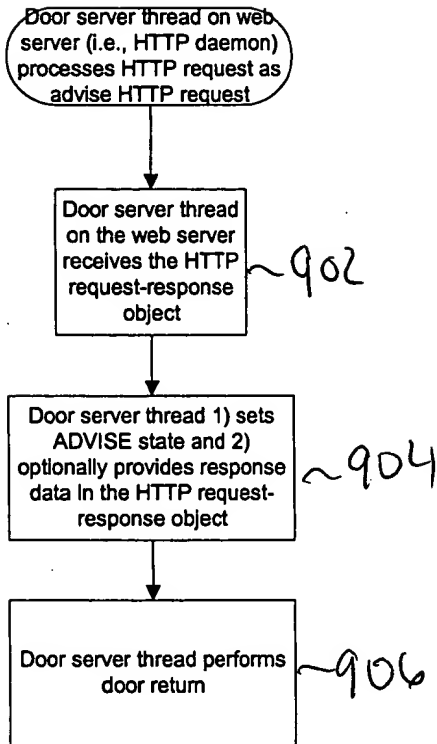 Door server thread on web
server (i.e., HTTP daemon)
processes HTTP request as
advise HTTP request
Door server thread
on the web server
receives the HTTP
request-response
object
~902
Door server thread 1) sets
ADVISE state and 2)
optionally provides response
data in the HTTP request-
response object
~904
Door server thread performs
door return
~906